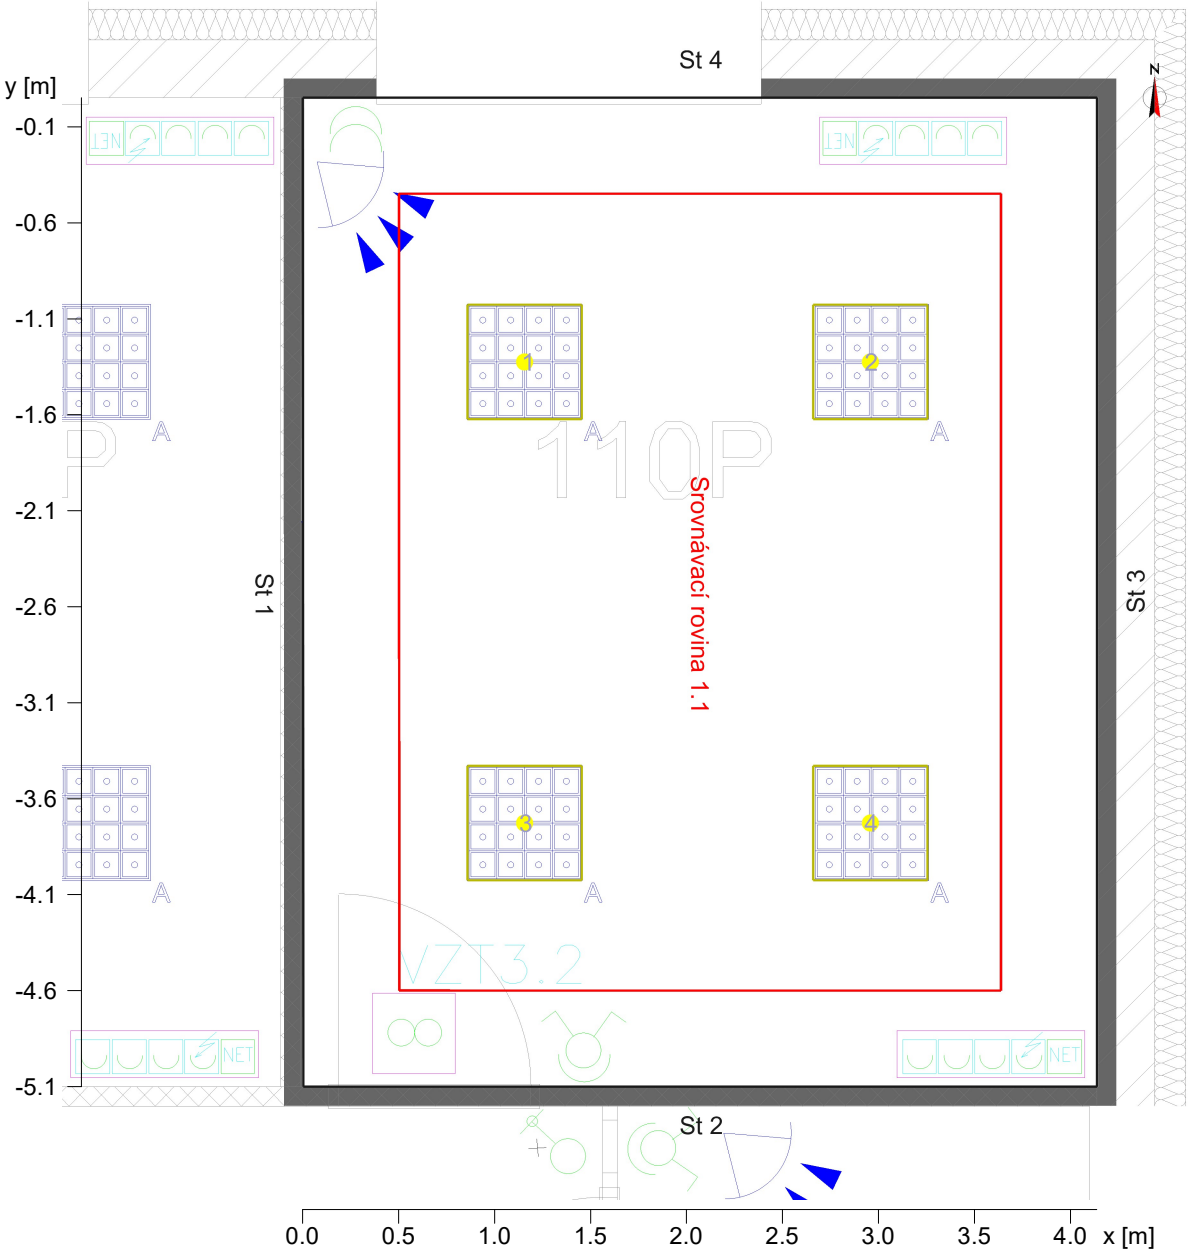 St 4
z
y [m]
-0.1
NET
NET
-0.6
-1.1
1
2
-1.6
A
A
A
P
110P
-2.1
Srovnávací rovina 1.1
-2.6
St 1
St 3
-3.1
-3.6
3
4
-4.1
A
A
A
VZT3.2
-4.6
NET
NET
-5.1
St 2
0.0
0.5
1.0
1.5
2.0
2.5
3.0
3.5
4.0
x [m]